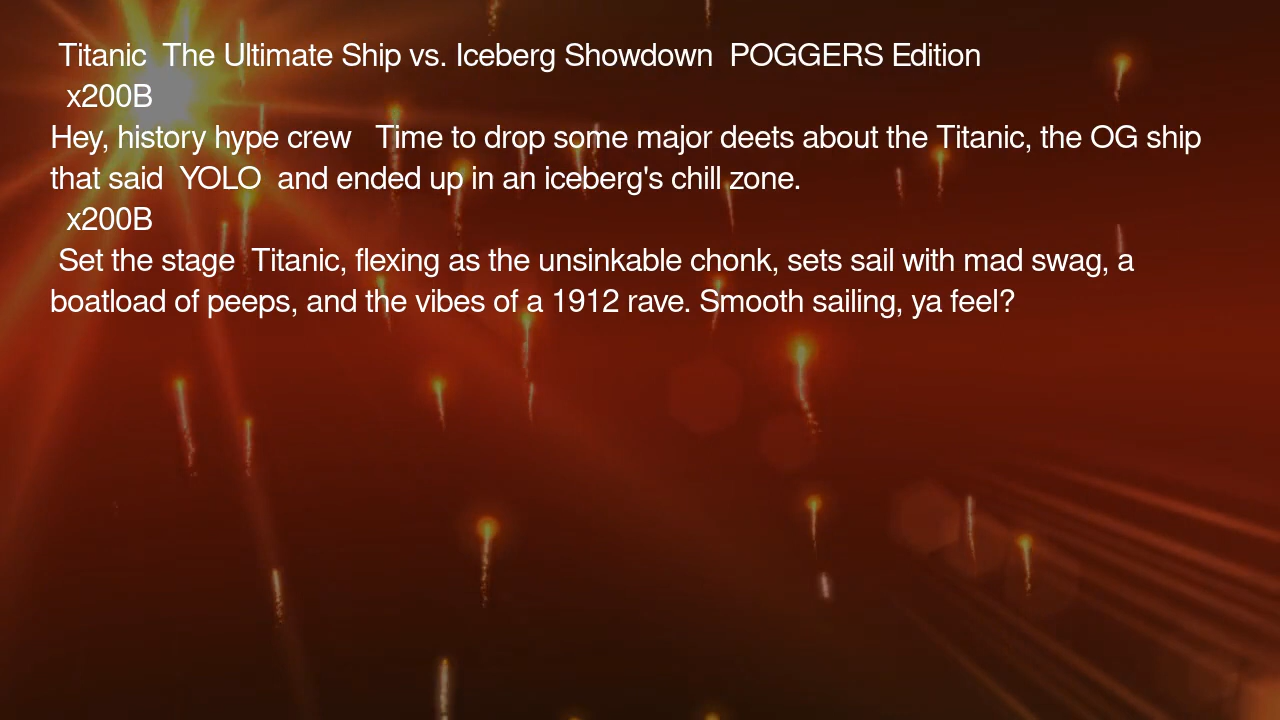 Titanic  The Ultimate Ship vs. Iceberg Showdown  POGGERS Edition
x200B
Hey, history hype crew   Time to drop some major deets about the Titanic, the OG ship
that said  YOLO  and ended up in an iceberg's chill zone.
x200B
Set the stage  Titanic, flexing as the unsinkable chonk, sets sail with mad swag, a
boatload of peeps, and the vibes of a 1912 rave. Smooth sailing, ya feel?